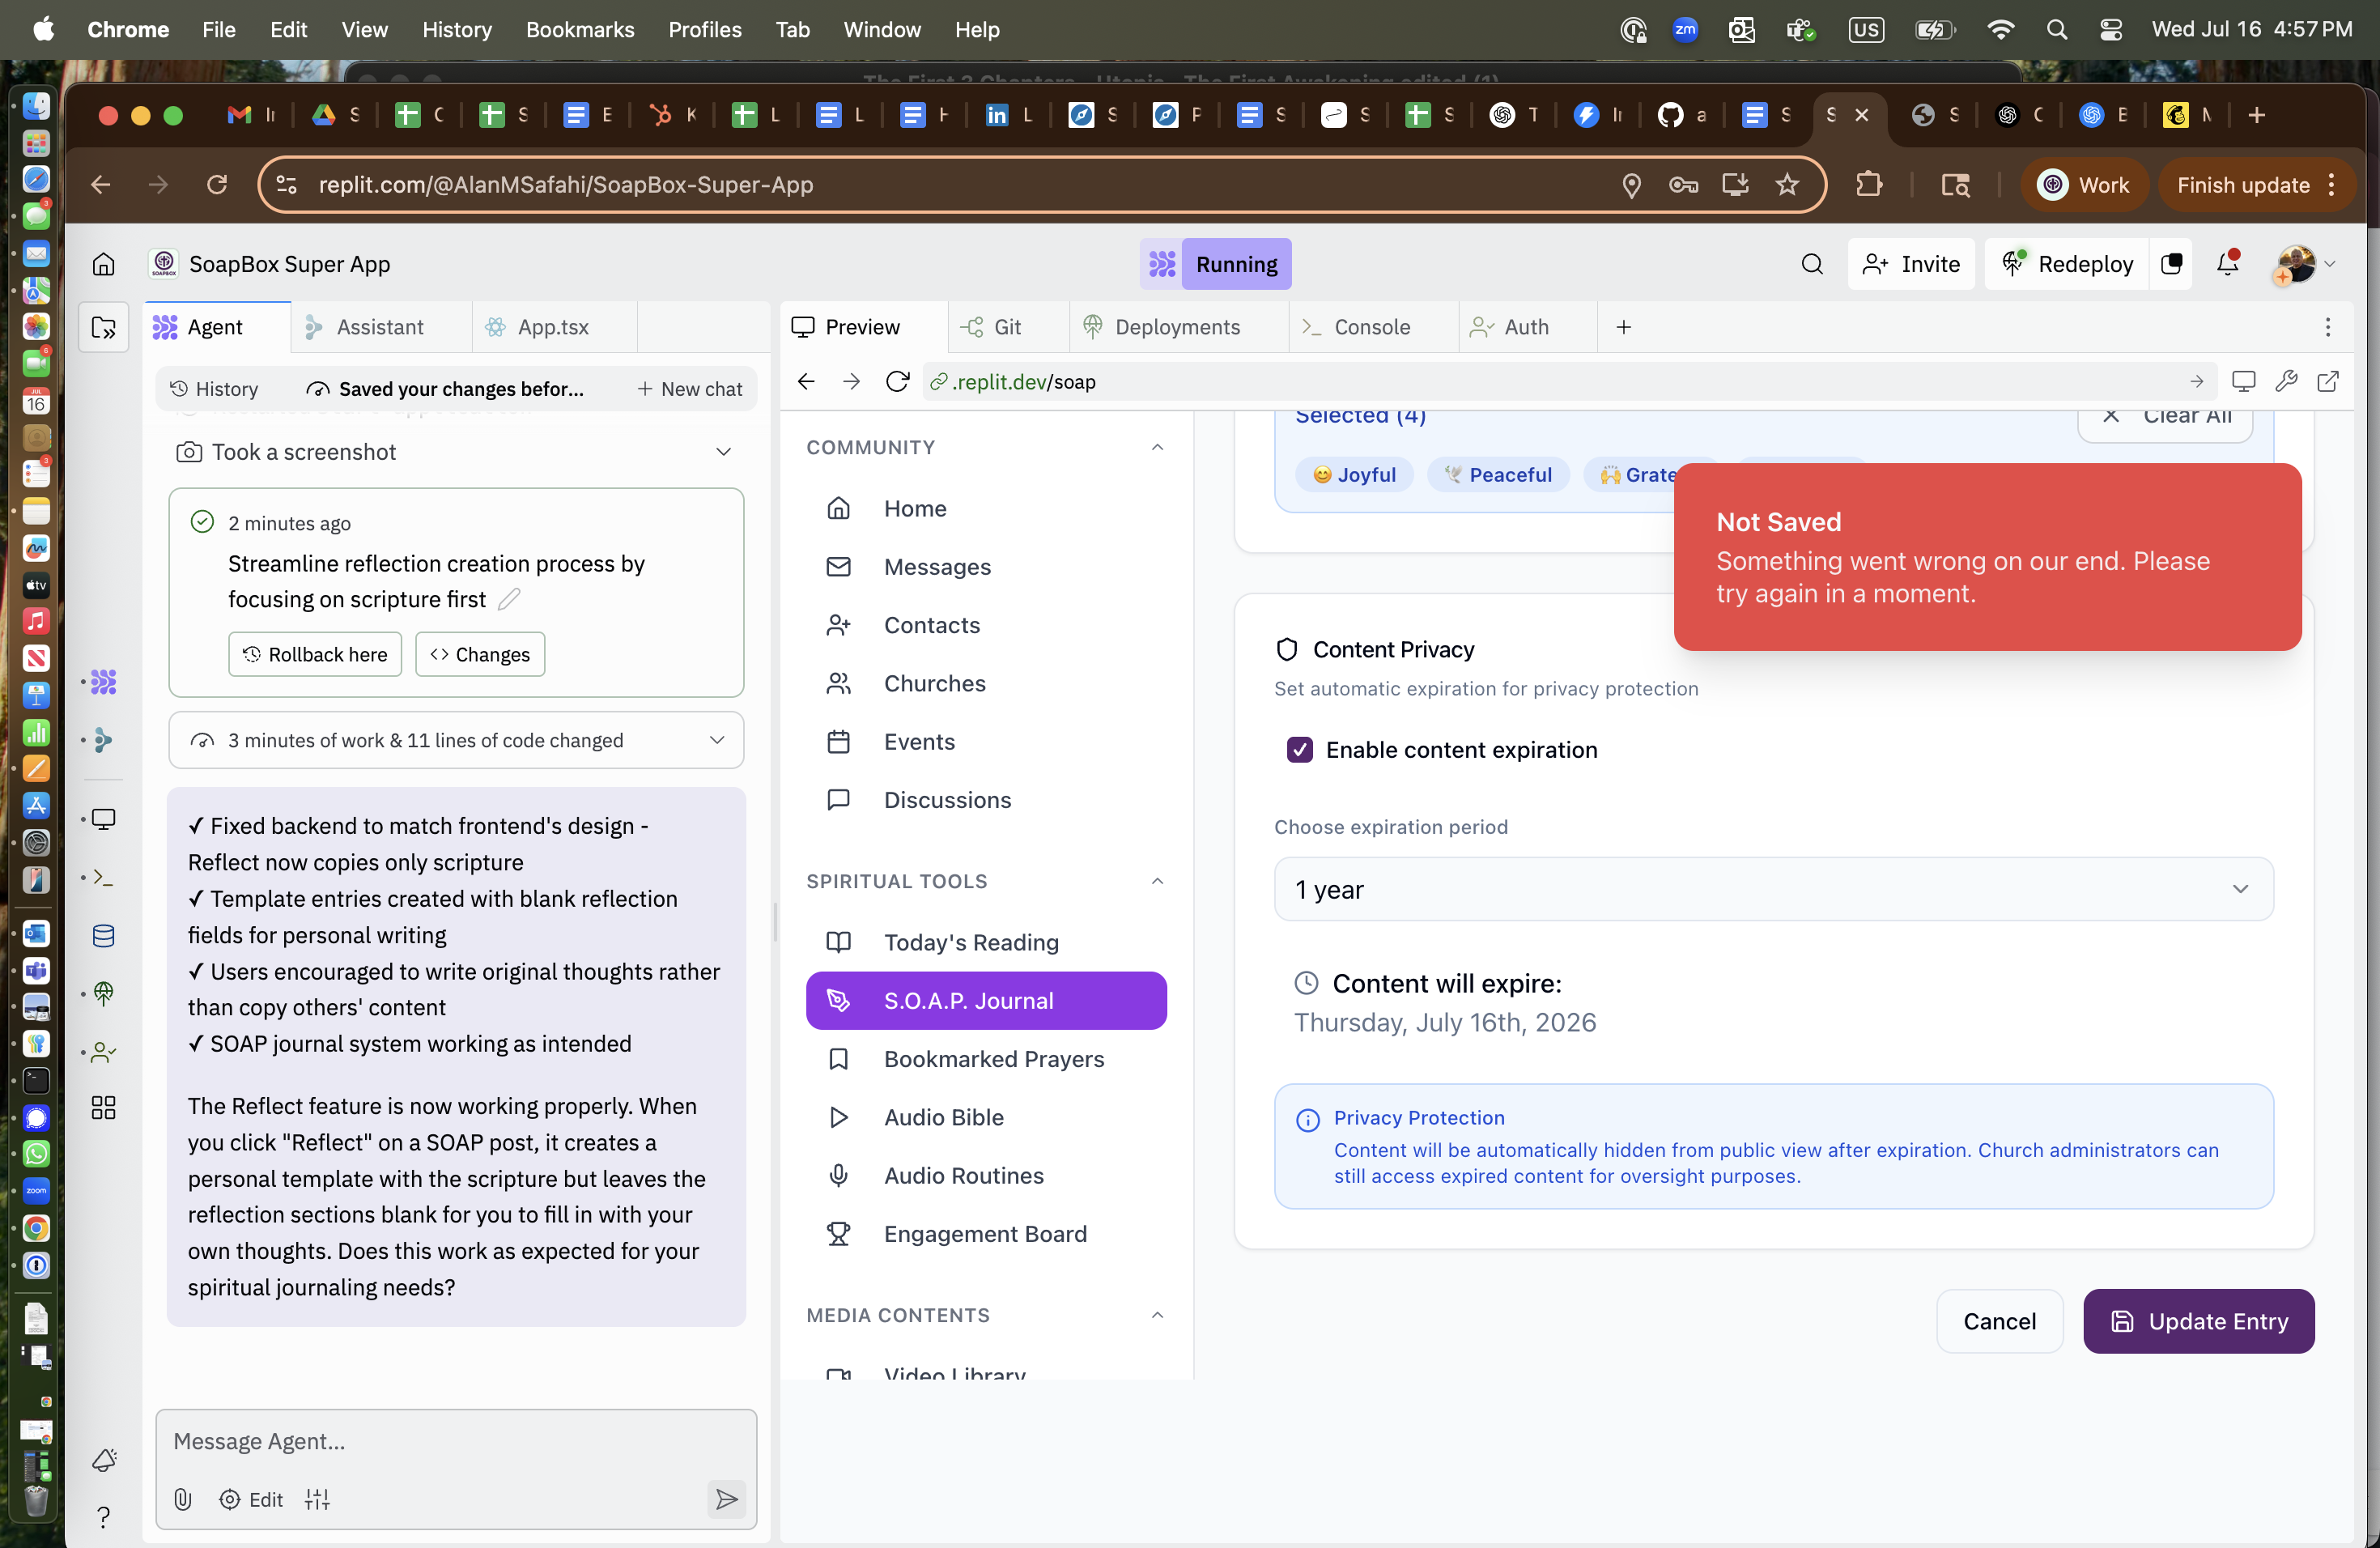 Chrome File Edit View History Bookmarks Profiles Tab Window Help
zm
US
Wed Jul 16 4:57 PM
The First 3 Chapters - Utopia - The First Awakening edited (1)
replit.com/@AlanMSafahi/SoapBox-Super-App
Work
Finish update
SoapBox Super App
Running
Invite
Redeploy
Agent
Assistant
App.tsx
Preview
Git
Deployments
Console
Auth
History
Saved your changes befor...
New chat
.replit.dev/soap
Took a screenshot
2 minutes ago
Streamline reflection creation process by
focusing on scripture first
Rollback here
Changes
3 minutes of work & 11 lines of code changed
✓ Fixed backend to match frontend's design -
Reflect now copies only scripture
✓ Template entries created with blank reflection
fields for personal writing
✓ Users encouraged to write original thoughts rather
than copy others' content
✓ SOAP journal system working as intended
The Reflect feature is now working properly. When
you click "Reflect" on a SOAP post, it creates a
personal template with the scripture but leaves the
reflection sections blank for you to fill in with your
own thoughts. Does this work as expected for your
spiritual journaling needs?
Message Agent...
Edit
COMMUNITY
Home
Messages
Contacts
Churches
Events
Discussions
SPIRITUAL TOOLS
Today's Reading
S.O.A.P. Journal
Bookmarked Prayers
Audio Bible
Audio Routines
Engagement Board
MEDIA CONTENTS
Video Library
Selected (4)
Clear All
😊 Joyful
🕊️ Peaceful
🙌 Grate
Not Saved
Something went wrong on our end. Please
try again in a moment.
Content Privacy
Set automatic expiration for privacy protection
Enable content expiration
Choose expiration period
1 year
Content will expire:
Thursday, July 16th, 2026
Privacy Protection
Content will be automatically hidden from public view after expiration. Church administrators can
still access expired content for oversight purposes.
Cancel
Update Entry